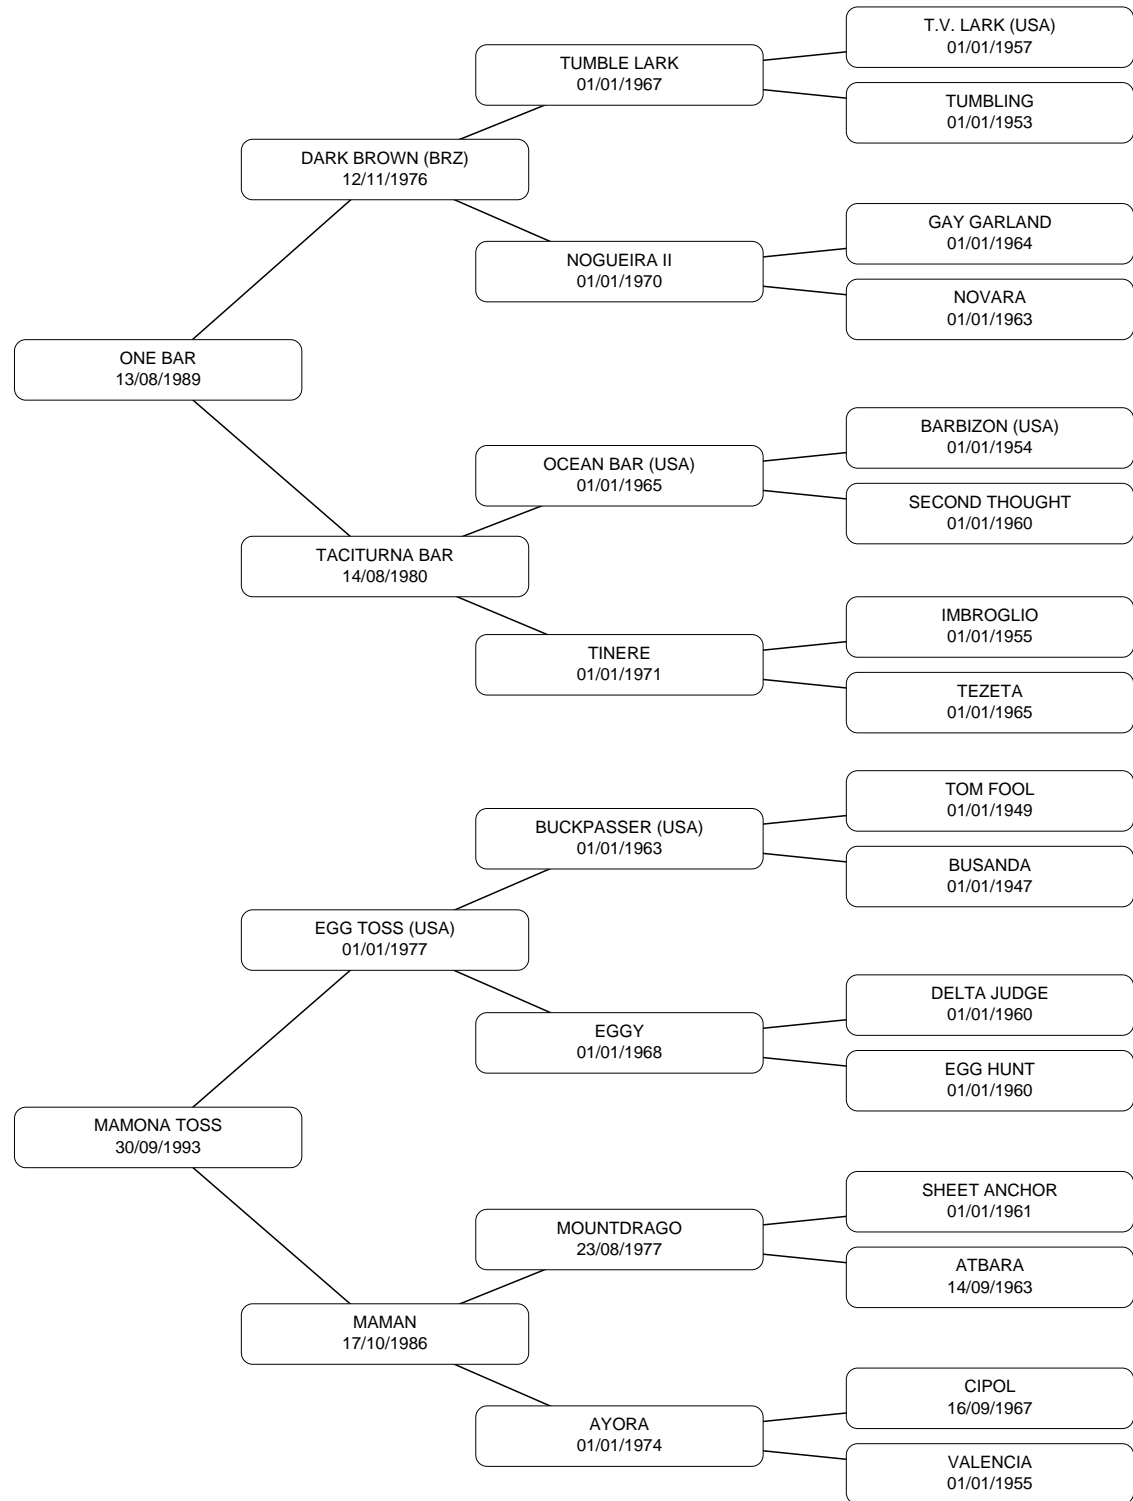 T.V. LARK (USA)
01/01/1957
TUMBLE LARK
01/01/1967
TUMBLING
01/01/1953
DARK BROWN (BRZ)
12/11/1976
GAY GARLAND
01/01/1964
NOGUEIRA II
01/01/1970
NOVARA
01/01/1963
ONE BAR
13/08/1989
BARBIZON (USA)
01/01/1954
OCEAN BAR (USA)
01/01/1965
SECOND THOUGHT
01/01/1960
TACITURNA BAR
14/08/1980
IMBROGLIO
01/01/1955
TINERE
01/01/1971
TEZETA
01/01/1965
TOM FOOL
01/01/1949
BUCKPASSER (USA)
01/01/1963
BUSANDA
01/01/1947
EGG TOSS (USA)
01/01/1977
DELTA JUDGE
01/01/1960
EGGY
01/01/1968
EGG HUNT
01/01/1960
MAMONA TOSS
30/09/1993
SHEET ANCHOR
01/01/1961
MOUNTDRAGO
23/08/1977
ATBARA
14/09/1963
MAMAN
17/10/1986
CIPOL
16/09/1967
AYORA
01/01/1974
VALENCIA
01/01/1955